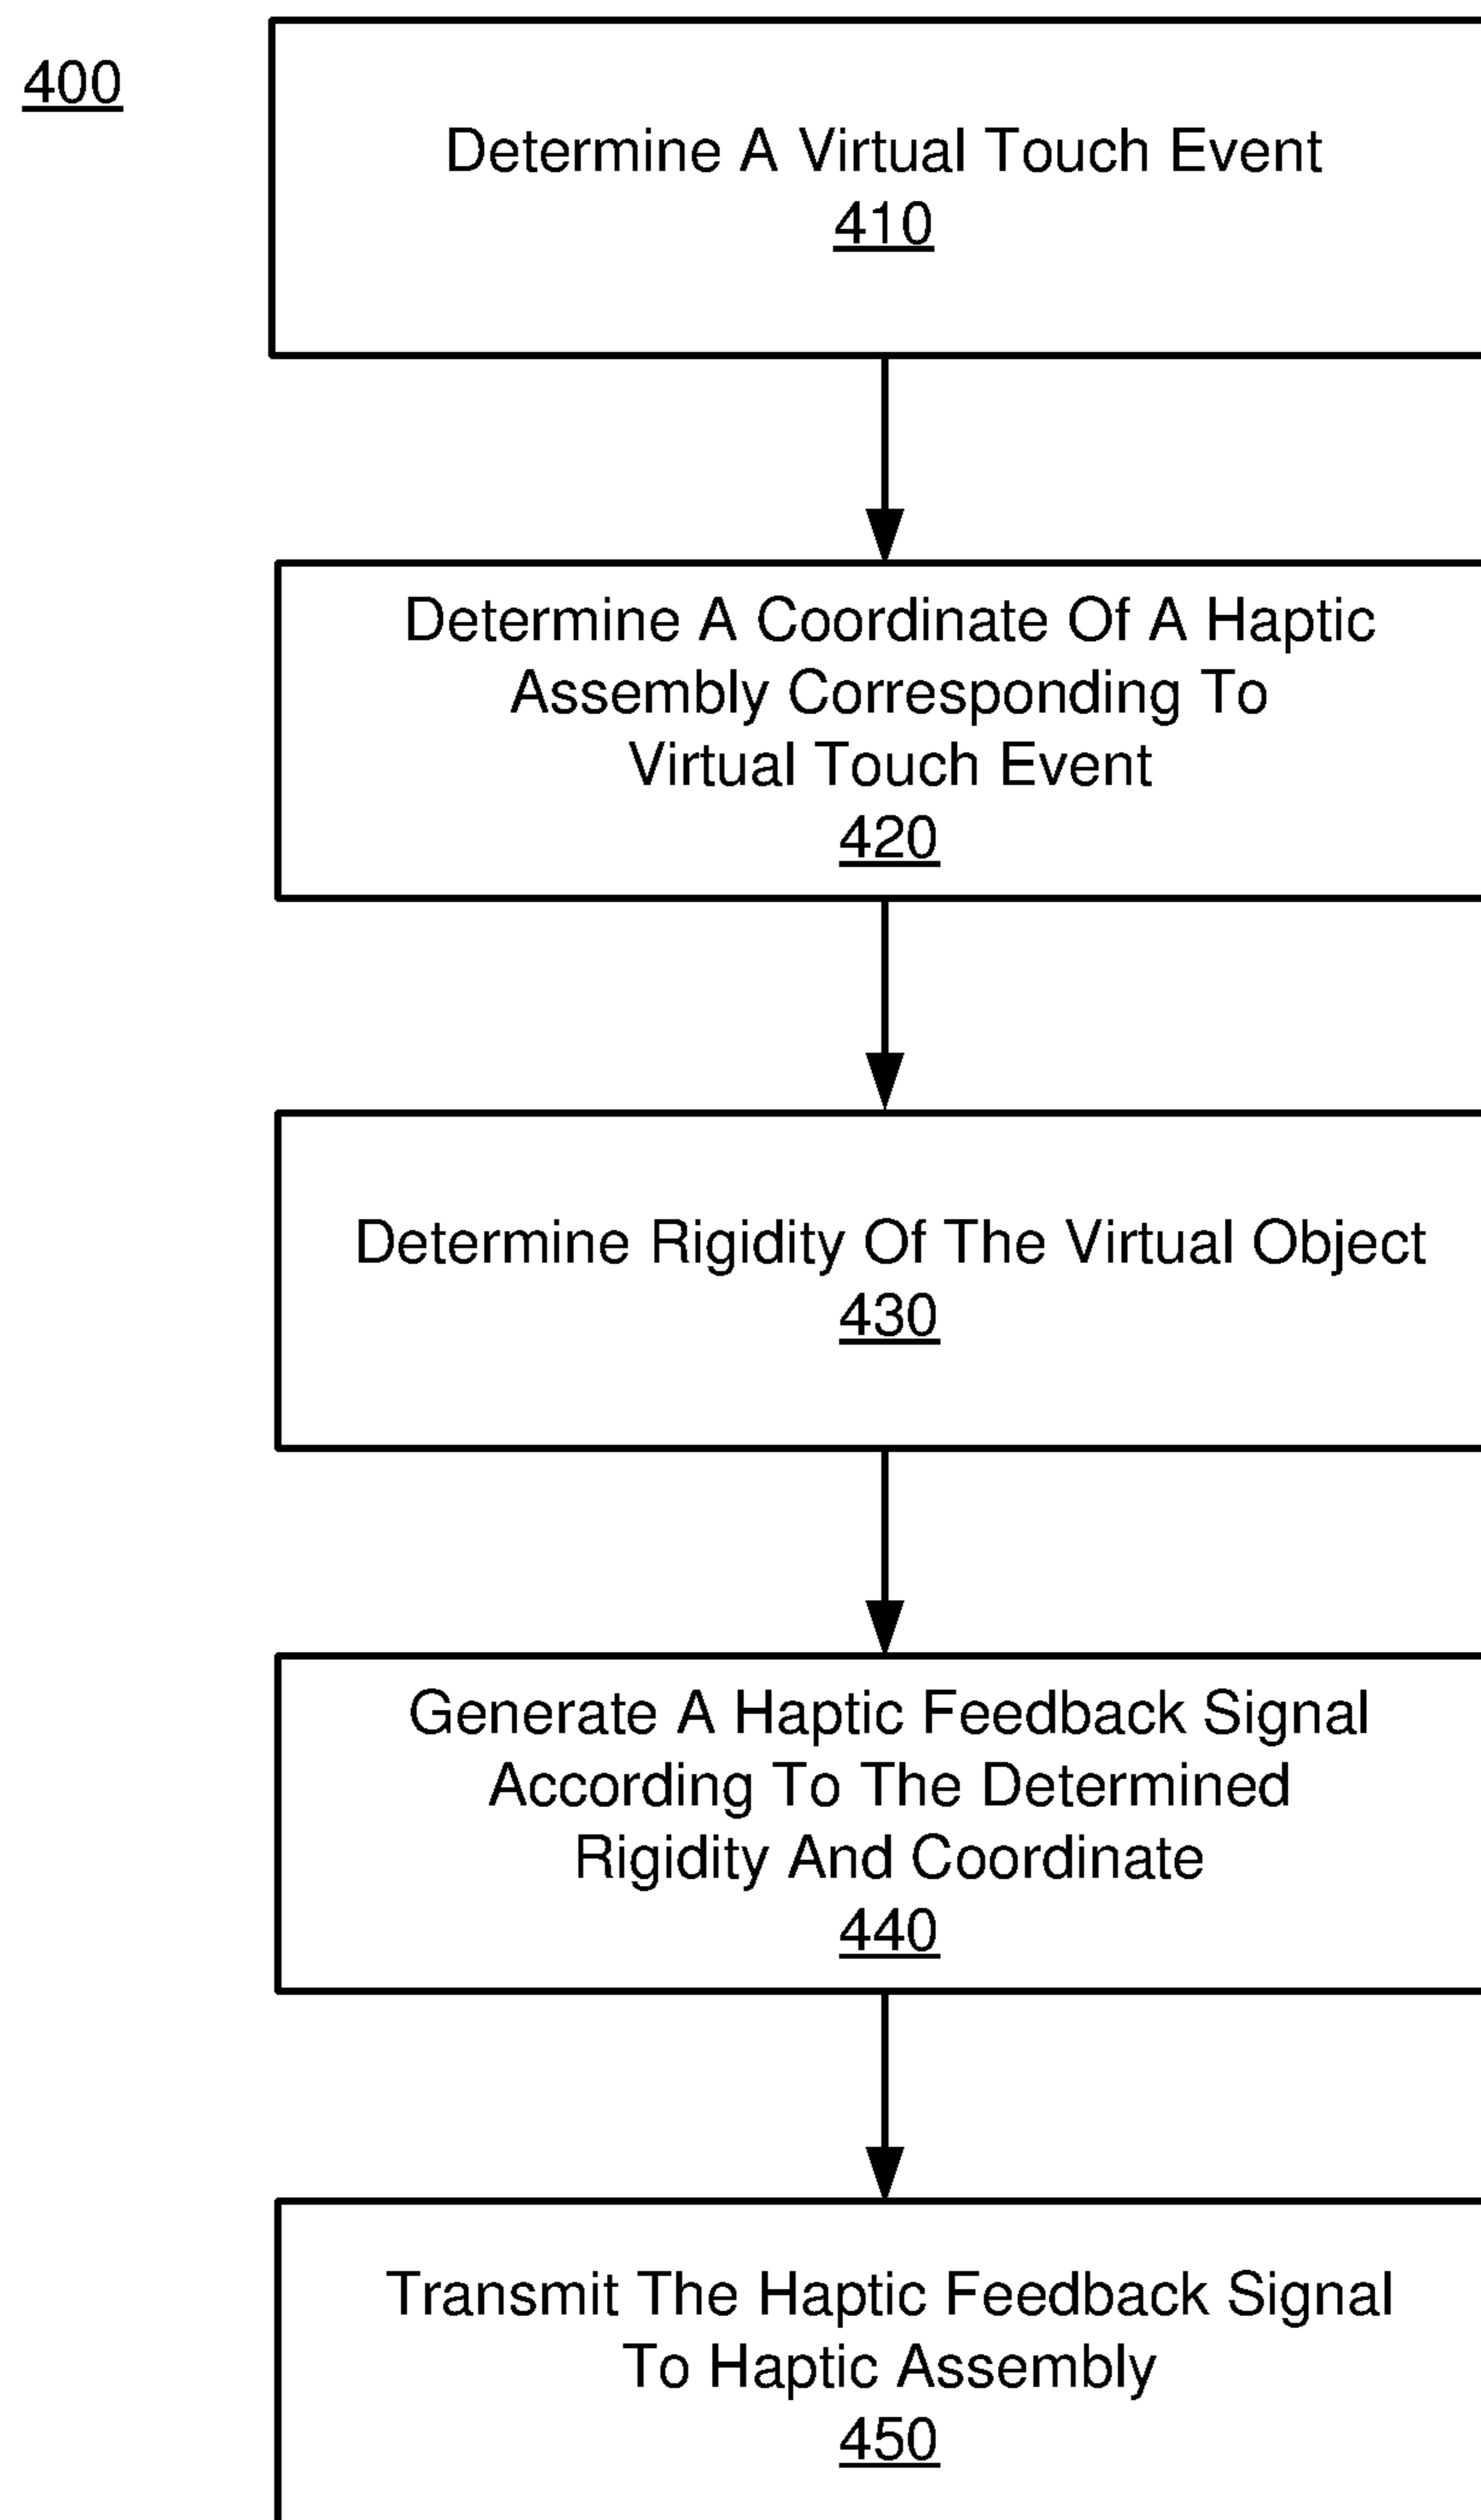 400
Determine A Virtual Touch Event
410
Determine A Coordinate Of A Haptic
Assembly Corresponding To
Virtual Touch Event
420
Determine Rigidity Of The Virtual Object
430
Generate A Haptic Feedback Signal
According To The Determined
Rigidity And Coordinate
440
Transmit The Haptic Feedback Signal
To Haptic Assembly
450